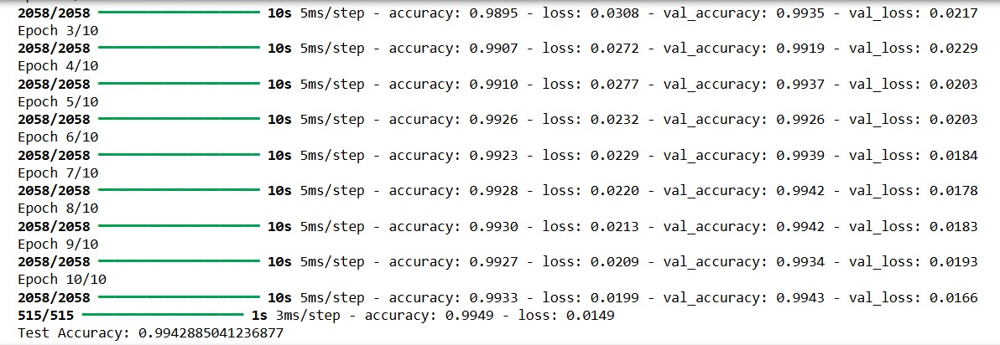 2058/2058 ━━━━━━━━━━━━━━━━━━━━ 10s 5ms/step - accuracy: 0.9895 - loss: 0.0308 - val_accuracy: 0.9935 - val_loss: 0.0217
Epoch 3/10
2058/2058 ━━━━━━━━━━━━━━━━━━━━ 10s 5ms/step - accuracy: 0.9907 - loss: 0.0272 - val_accuracy: 0.9919 - val_loss: 0.0229
Epoch 4/10
2058/2058 ━━━━━━━━━━━━━━━━━━━━ 10s 5ms/step - accuracy: 0.9910 - loss: 0.0277 - val_accuracy: 0.9937 - val_loss: 0.0203
Epoch 5/10
2058/2058 ━━━━━━━━━━━━━━━━━━━━ 10s 5ms/step - accuracy: 0.9926 - loss: 0.0232 - val_accuracy: 0.9926 - val_loss: 0.0203
Epoch 6/10
2058/2058 ━━━━━━━━━━━━━━━━━━━━ 10s 5ms/step - accuracy: 0.9923 - loss: 0.0229 - val_accuracy: 0.9939 - val_loss: 0.0184
Epoch 7/10
2058/2058 ━━━━━━━━━━━━━━━━━━━━ 10s 5ms/step - accuracy: 0.9928 - loss: 0.0220 - val_accuracy: 0.9942 - val_loss: 0.0178
Epoch 8/10
2058/2058 ━━━━━━━━━━━━━━━━━━━━ 10s 5ms/step - accuracy: 0.9930 - loss: 0.0213 - val_accuracy: 0.9942 - val_loss: 0.0183
Epoch 9/10
2058/2058 ━━━━━━━━━━━━━━━━━━━━ 10s 5ms/step - accuracy: 0.9927 - loss: 0.0209 - val_accuracy: 0.9934 - val_loss: 0.0193
Epoch 10/10
2058/2058 ━━━━━━━━━━━━━━━━━━━━ 10s 5ms/step - accuracy: 0.9933 - loss: 0.0199 - val_accuracy: 0.9943 - val_loss: 0.0166
515/515 ━━━━━━━━━━━━━━━━━━━━ 1s 3ms/step - accuracy: 0.9949 - loss: 0.0149
Test Accuracy: 0.9942885041236877